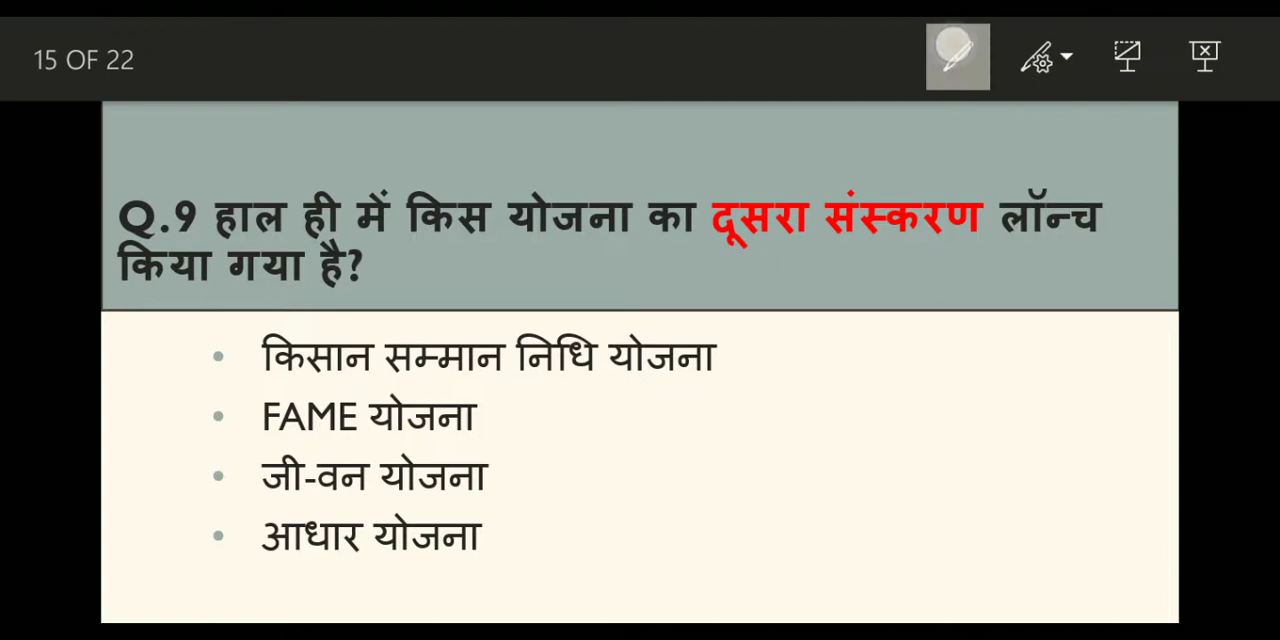 15 OF 22
Q.9 हाल ही में किस योजना का दूसरा संस्करण लॉन्च
किया गया है?
• किसान सम्मान निधि योजना
• FAME योजना
• जी-वन योजना
• आधार योजना